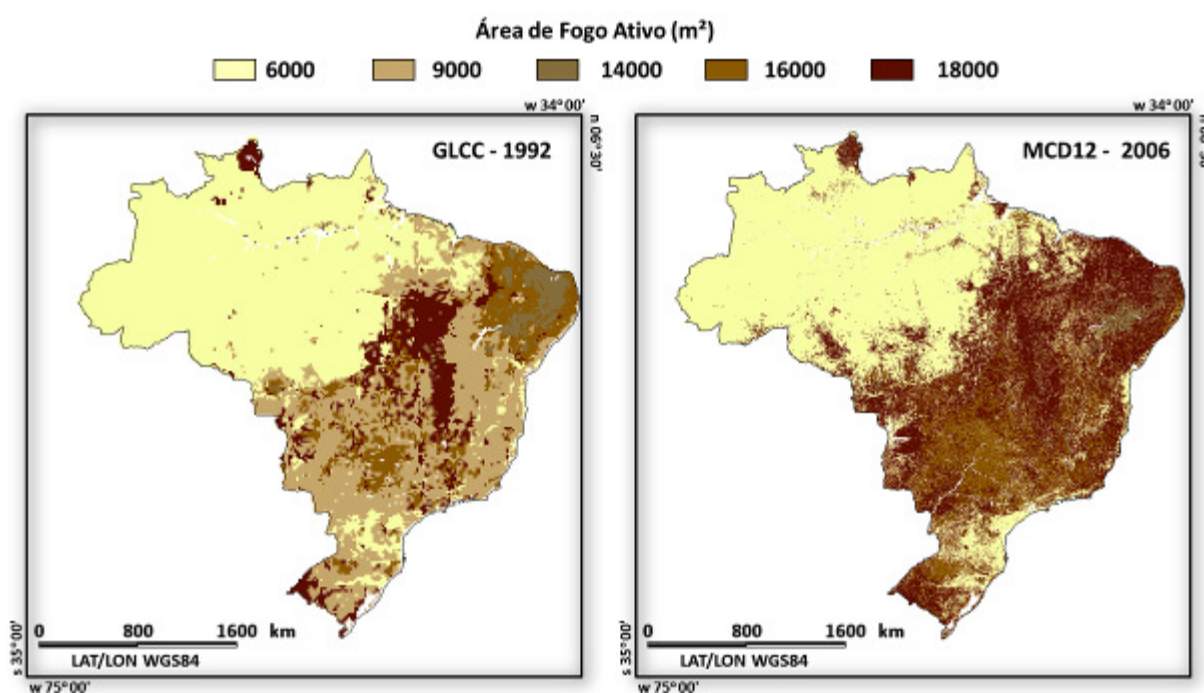 Área de Fogo Ativo (m²)
6000 9000 14000 16000 18000
w 34° 00'
n 06° 30'
GLCC - 1992
0 800 1600 km
LAT/LON WGS84
s 35° 00'
w 75° 00'
w 34° 00'
MCD12 - 2006
0 800 1600 km
LAT/LON WGS84
s 35° 00'
w 75° 00'